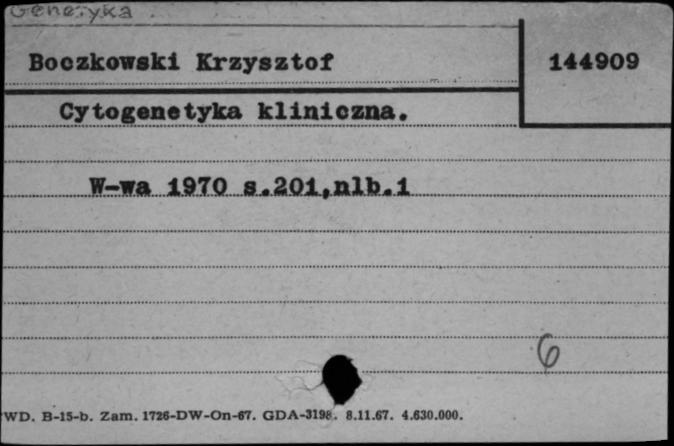 Genetyka
Boczkowski Krzysztof
144909
Cytogenetyka kliniczna.
W-wa 1970 s.201,nlb.1
6
WD. B-15-b. Zam. 1726-DW-On-67. GDA-3198. 8.11.67. 4.630.000.